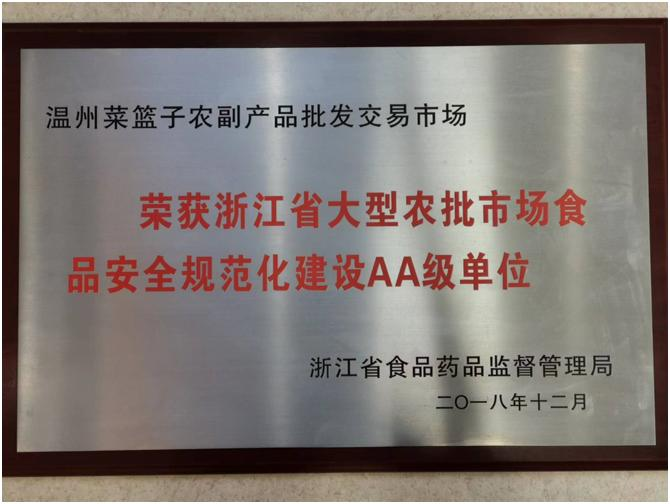 温州菜篮子农副产品批发交易市场
荣获浙江省大型农批市场食
品安全规范化建设AA级单位
浙江省食品药品监督管理局
二〇一八年十二月